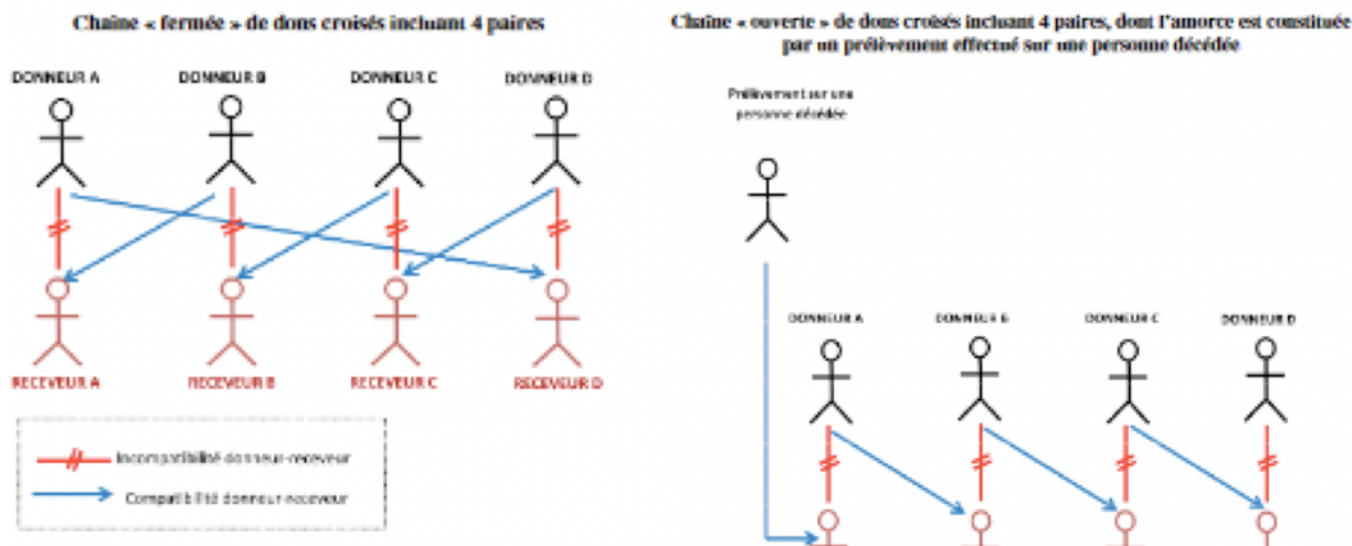 Chaîne « fermée » de dons croisés incluant 4 paires
DONNEUR A
DONNEUR B
DONNEUR C
DONNEUR D
RECEVEUR A
RECEVEUR B
RECEVEUR C
RECEVEUR D
Incompatibilité donneur-receveur
Compatibilité donneur-receveur
Chaîne « ouverte » de dons croisés incluant 4 paires, dont l'amorce est constituée
par un prélèvement effectué sur une personne décédée
Prélèvement sur une
personne décédée
DONNEUR A
DONNEUR B
DONNEUR C
DONNEUR D